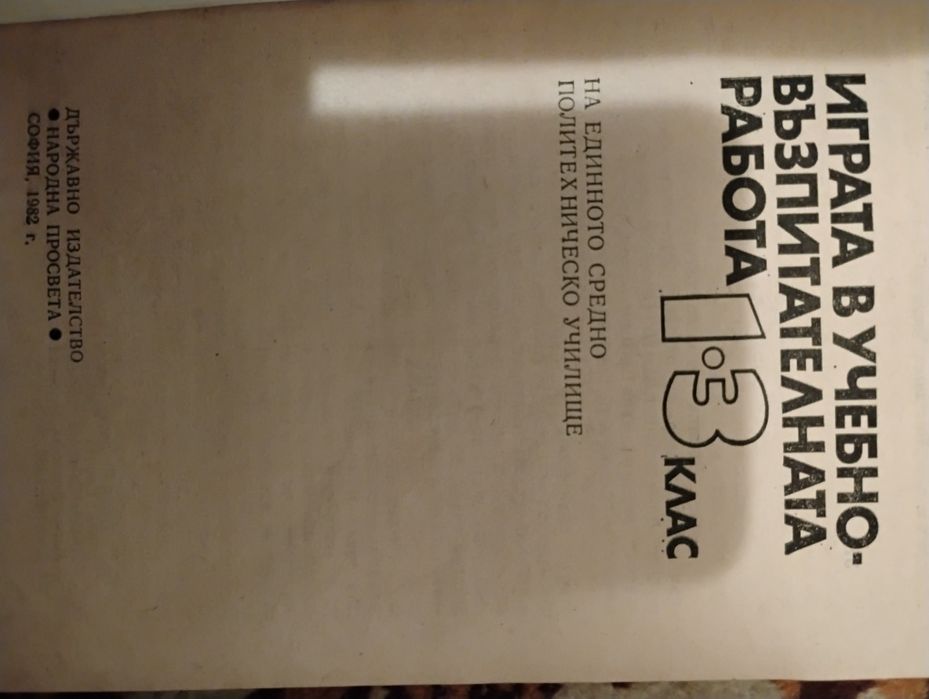 ИГРАТА В УЧЕБНО-
ВЪЗПИТАТЕЛНАТА
РАБОТА 1-3 КЛАС
НА ЕДИННОТО СРЕДНО
ПОЛИТЕХНИЧЕСКО УЧИЛИЩЕ
ДЪРЖАВНО ИЗДАТЕЛСТВО
● НАРОДНА ПРОСВЕТА ●
СОФИЯ, 1982 г.